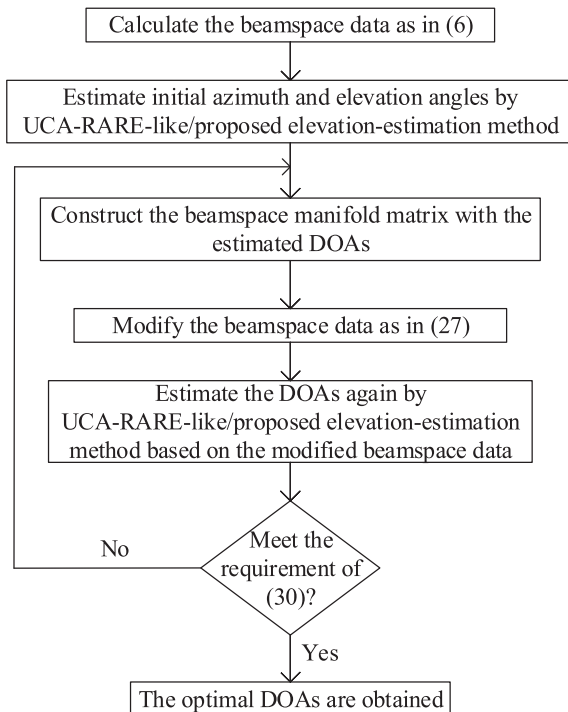 Calculate the beamspace data as in (6)
Estimate initial azimuth and elevation angles by
UCA-RARE-like/proposed elevation-estimation method
Construct the beamspace manifold matrix with the
estimated DOAs
Modify the beamspace data as in (27)
Estimate the DOAs again by
UCA-RARE-like/proposed elevation-estimation
method based on the modified beamspace data
No
Meet the
requirement of
(30)?
Yes
The optimal DOAs are obtained